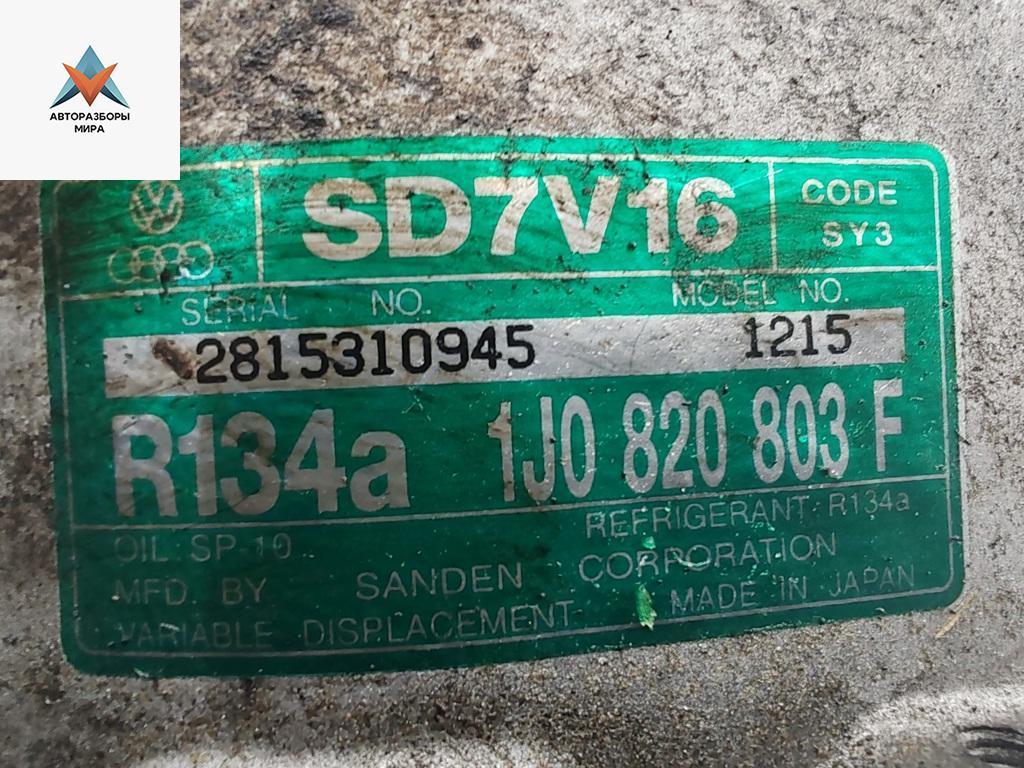 АВТОРАЗБОРЫ
МИРА
SD7V16
CODE
SY3
SERIAL NO. MODEL NO.
2815310945 1215
R134a 1J0 820 803 F
OIL SP-10 REFRIGERANT R134a
MFD. BY SANDEN CORPORATION
VARIABLE DISPLACEMENT MADE IN JAPAN